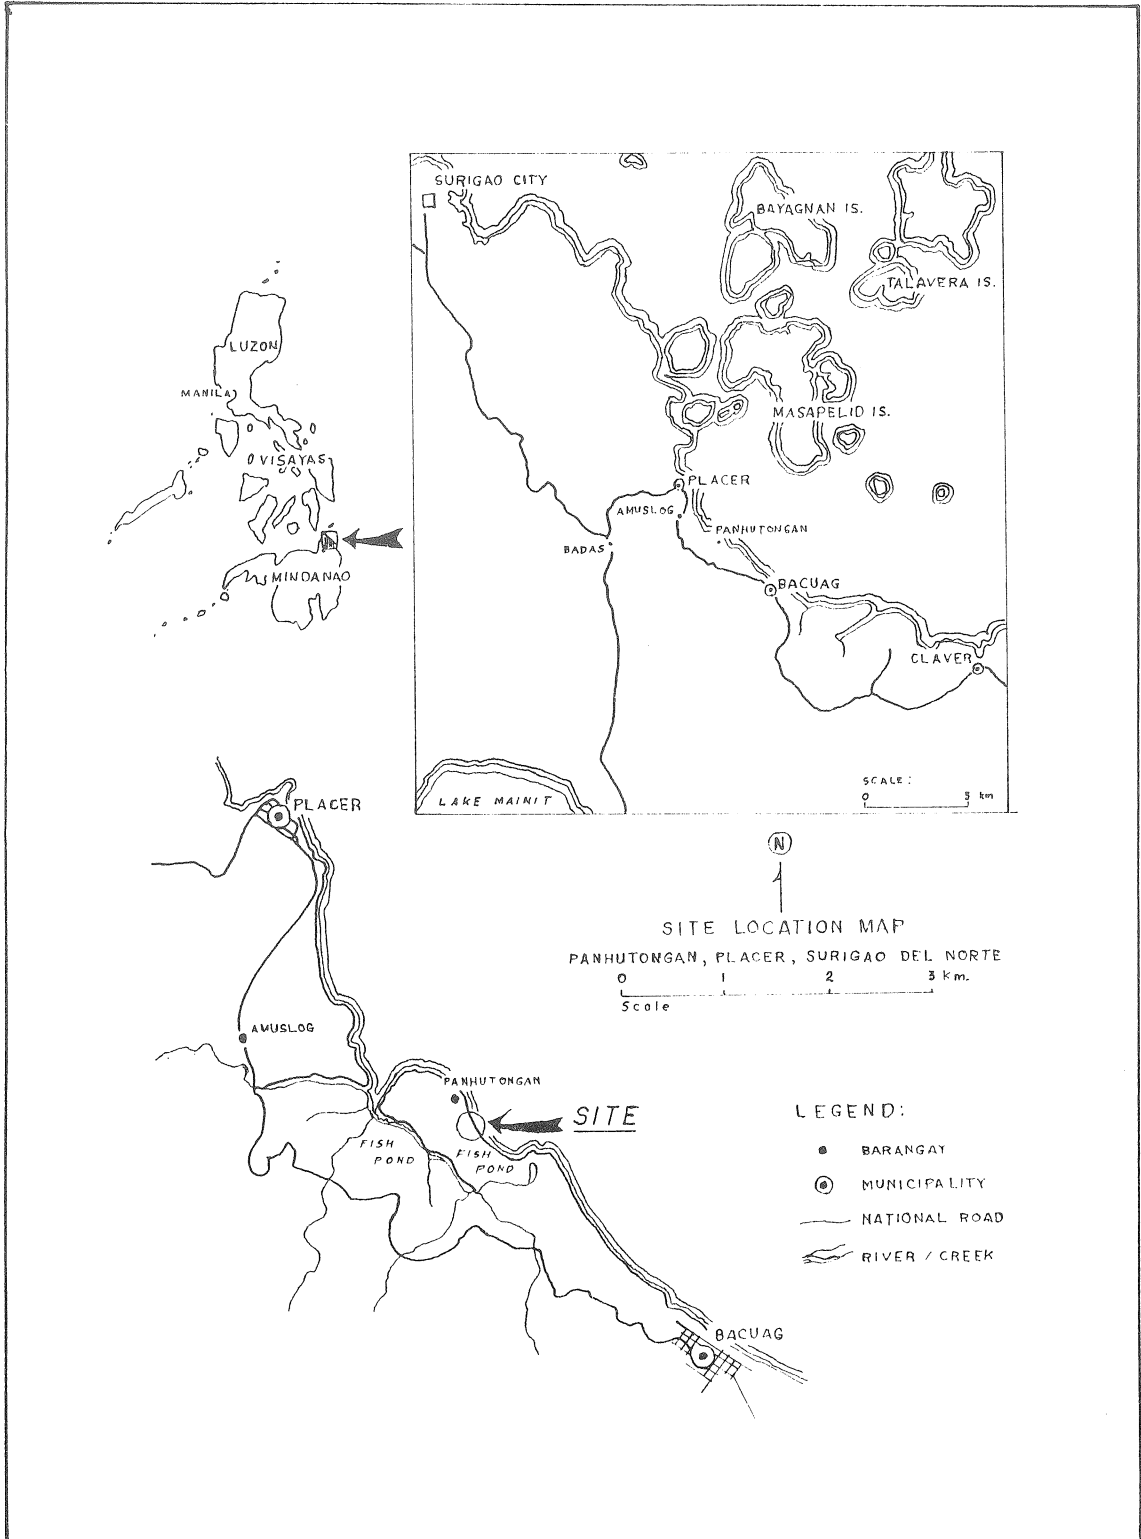 SURIGAO CITY
BAYAGNAN IS.
TALAVERA IS.
LUZON
MANILA
MASAPELID IS.
VISAYAS
PLACER
AMUSLOG
PANHUTONGAN
BADAS
MINDANAO
BACUAG
CLAVER
SCALE:
0 5 km
LAKE MAINIT
PLACER
N
SITE LOCATION MAP
PANHUTONGAN, PLACER, SURIGAO DEL NORTE
0 1 2 3 km.
Scale
AMUSLOG
PANHUTONGAN
SITE
FISH
POND
FISH
POND
LEGEND:
BARANGAY
MUNICIPALITY
NATIONAL ROAD
RIVER / CREEK
BACUAG